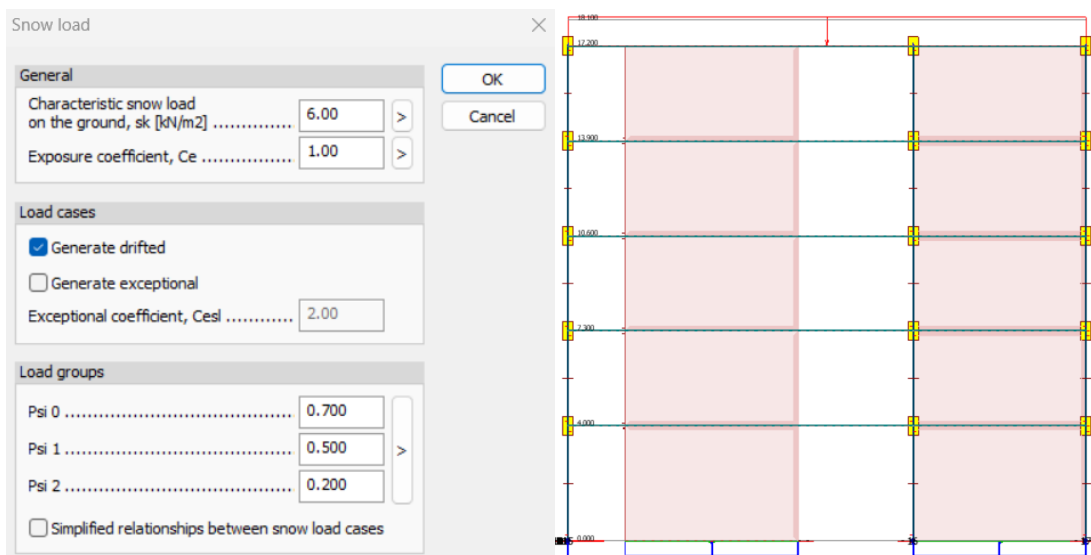 Snow load
General
Characteristic snow load
on the ground, sk [kN/m2] .............. 6.00 >
Exposure coefficient, Ce .................. 1.00 >
OK
Cancel
Load cases
Generate drifted
Generate exceptional
Exceptional coefficient, Cesl ............ 2.00
Load groups
Psi 0 ............................................ 0.700
Psi 1 ............................................ 0.500
>
Psi 2 ............................................ 0.200
Simplified relationships between snow load cases
18.100
17.200
13.900
10.600
7.300
4.000
0.000